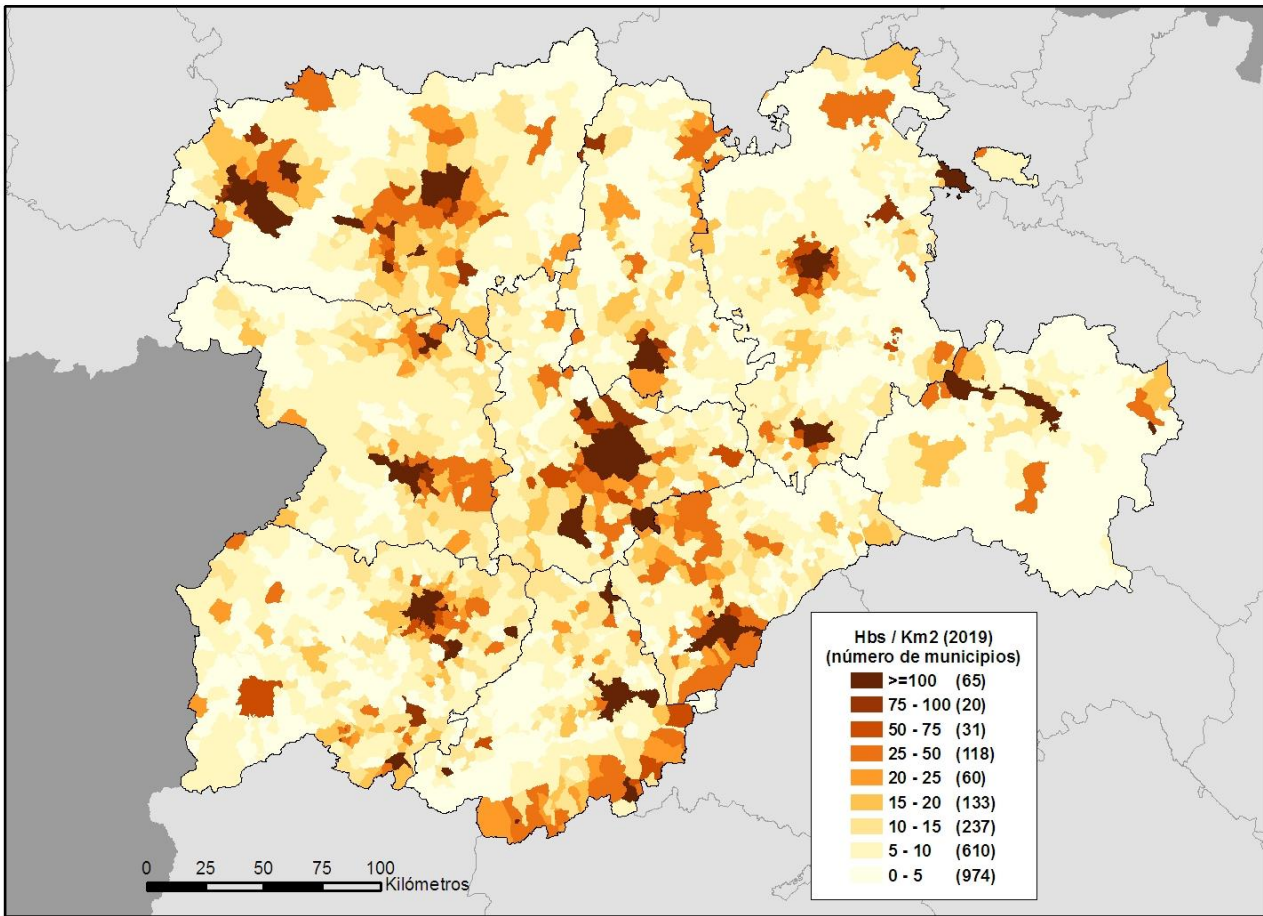 Hbs / Km2 (2019)
(número de municipios)
>=100 (65)
75 - 100 (20)
50 - 75 (31)
25 - 50 (118)
20 - 25 (60)
15 - 20 (133)
10 - 15 (237)
5 - 10 (610)
0 - 5 (974)
0 25 50 75 100
Kilómetros